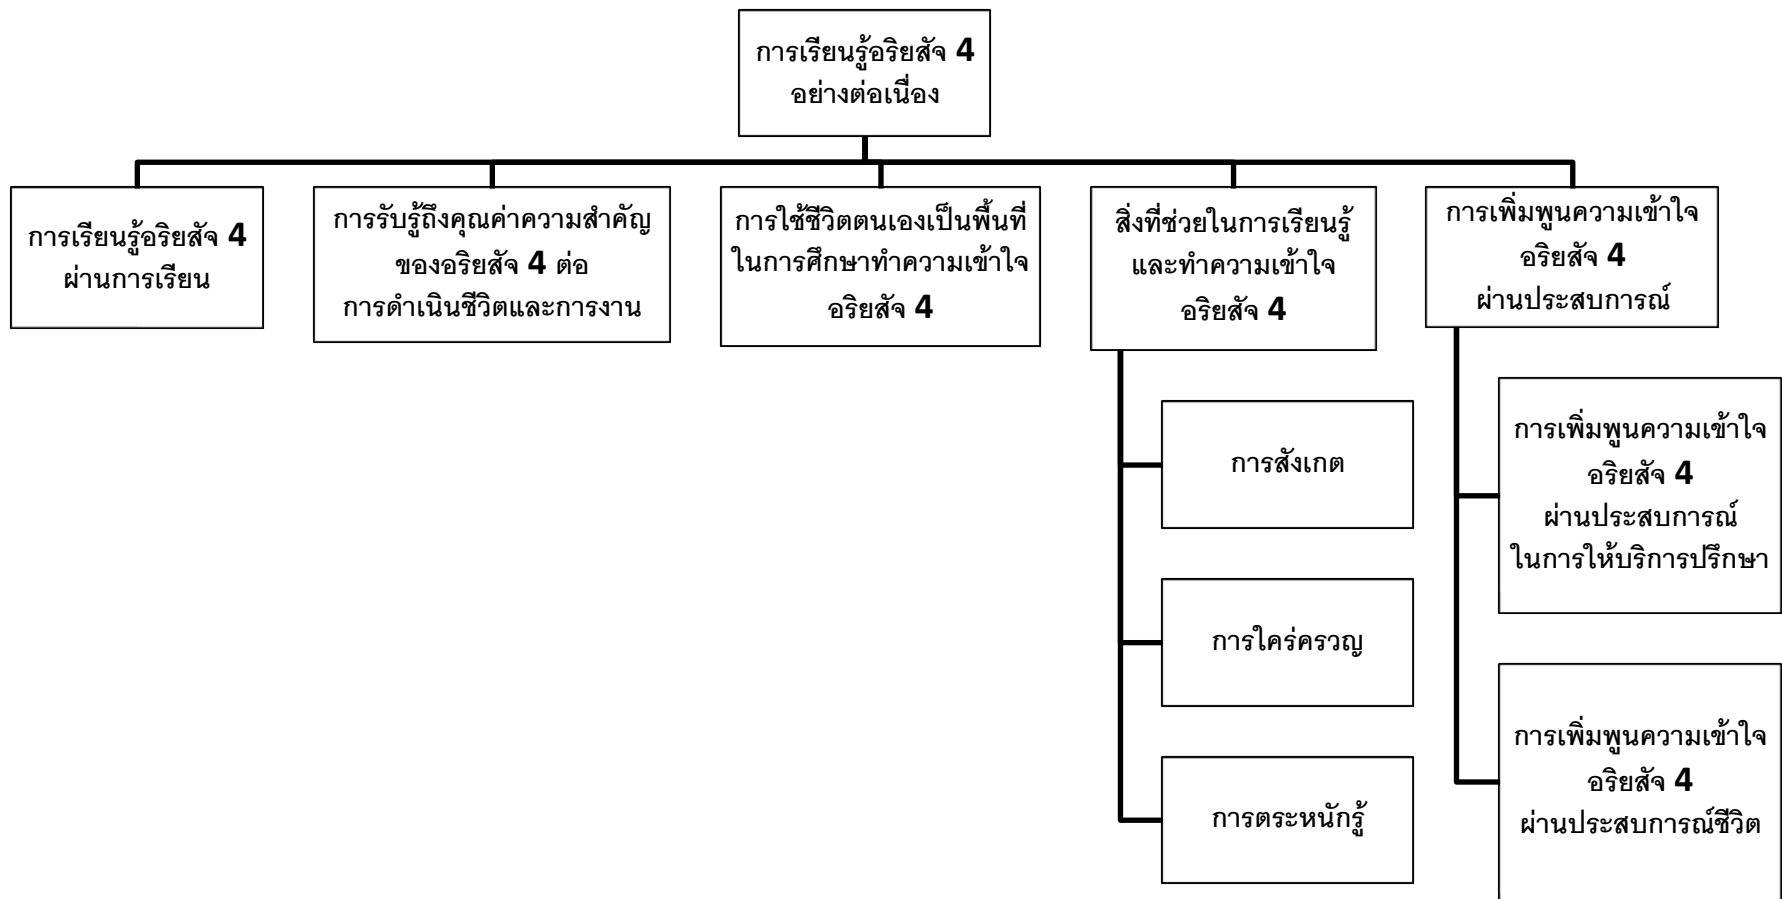 การเรียนรู้อริยสัจ 4
อย่างต่อเนื่อง
การเรียนรู้อริยสัจ 4
ผ่านการเรียน
การรับรู้ถึงคุณค่าความสำคัญ
ของอริยสัจ 4 ต่อ
การดำเนินชีวิตและการงาน
การใช้ชีวิตตนเองเป็นพื้นที่
ในการศึกษาทำความเข้าใจ
อริยสัจ 4
สิ่งที่ช่วยในการเรียนรู้
และทำความเข้าใจ
อริยสัจ 4
การเพิ่มพูนความเข้าใจ
อริยสัจ 4
ผ่านประสบการณ์
การสังเกต
การใคร่ครวญ
การตระหนักรู้
การเพิ่มพูนความเข้าใจ
อริยสัจ 4
ผ่านประสบการณ์
ในการให้บริการปรึกษา
การเพิ่มพูนความเข้าใจ
อริยสัจ 4
ผ่านประสบการณ์ชีวิต